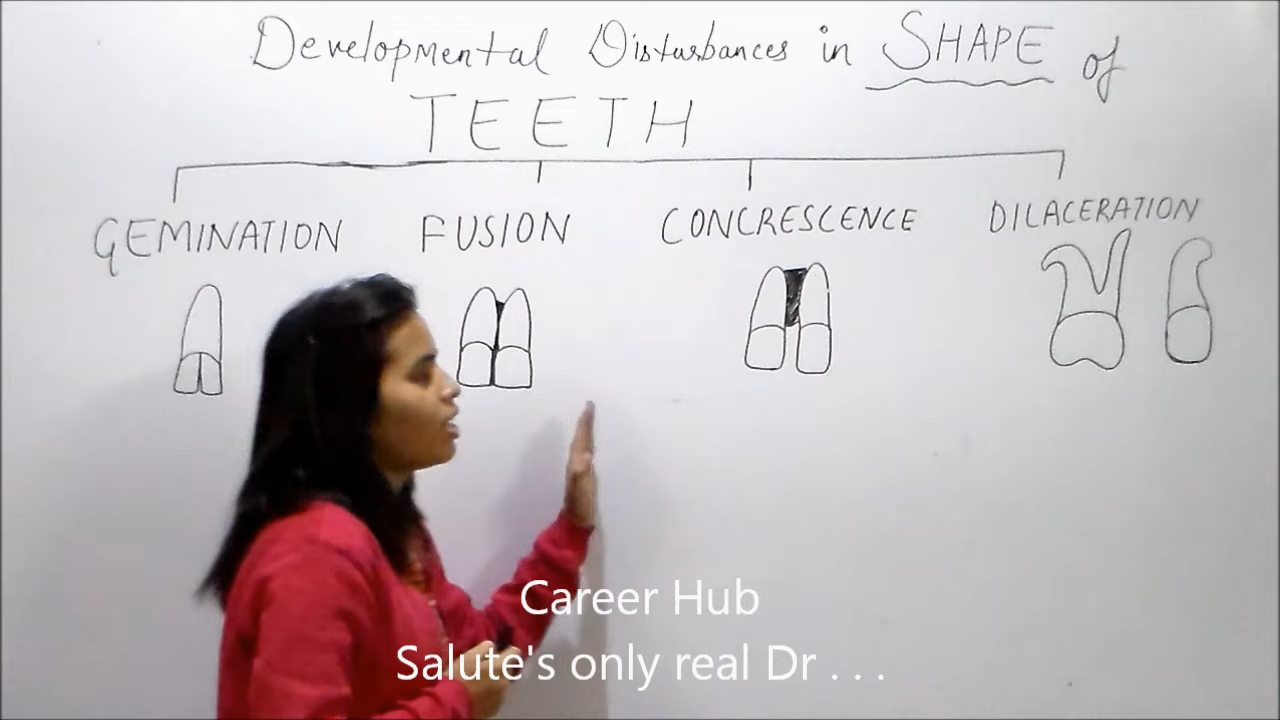 Developmental Disturbances in SHAPE of
TEETH
GEMINATION FUSION CONCRESCENCE DILACERATION
Career Hub
Salute's only real Dr . . .